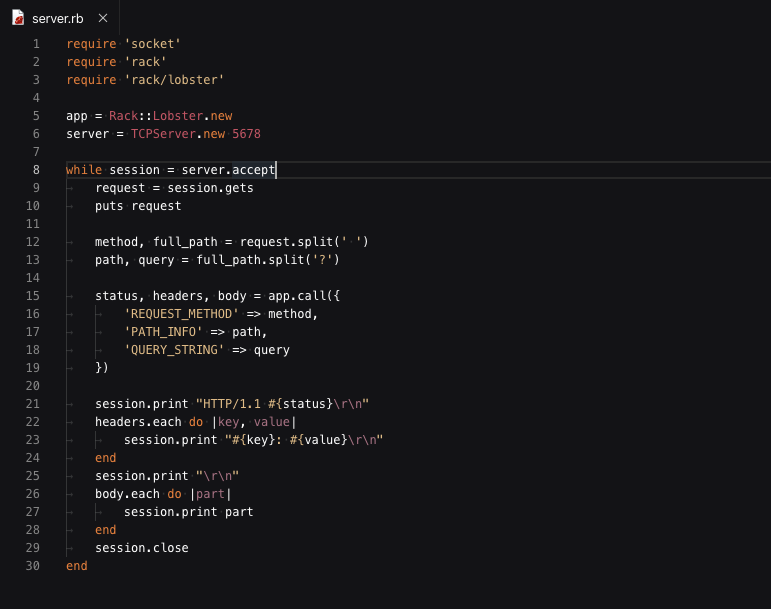 server.rb ×
1 require 'socket'
2 require 'rack'
3 require 'rack/lobster'
4
5 app = Rack::Lobster.new
6 server = TCPServer.new 5678
7
8 while session = server.accept
9     request = session.gets
10     puts request
11
12     method, full_path = request.split(' ')
13     path, query = full_path.split('?')
14
15     status, headers, body = app.call({
16         'REQUEST_METHOD' => method,
17         'PATH_INFO' => path,
18         'QUERY_STRING' => query
19     })
20
21     session.print "HTTP/1.1 #{status}\r\n"
22     headers.each do |key, value|
23         session.print "#{key}: #{value}\r\n"
24     end
25     session.print "\r\n"
26     body.each do |part|
27         session.print part
28     end
29     session.close
30 end